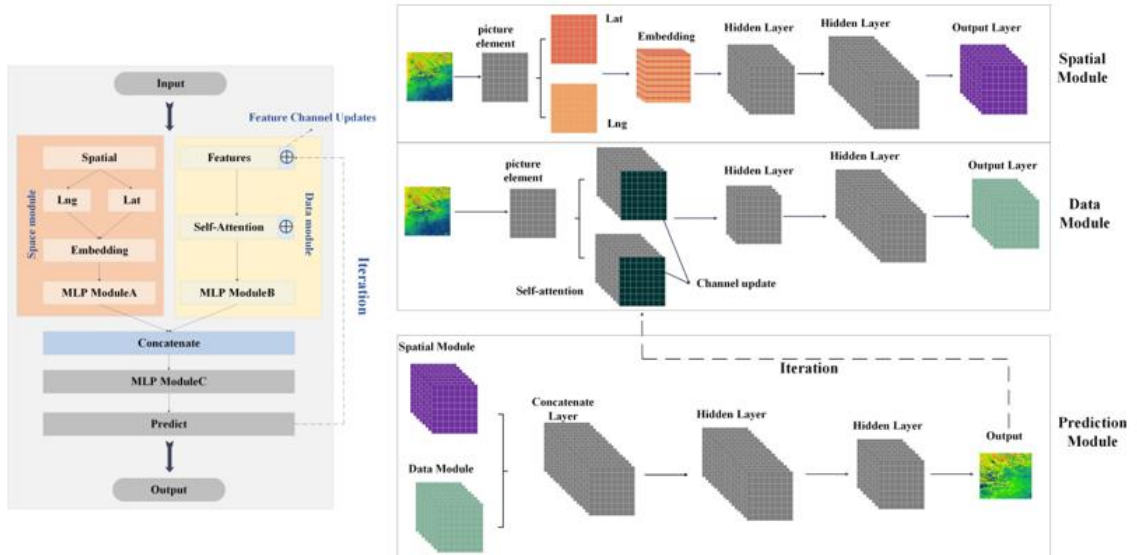 Input
Feature Channel Updates
Spatial
Features
Lng
Lat
Space module
Data module
Self-Attention
Embedding
MLP ModuleA
MLP ModuleB
Iteration
Concatenate
MLP ModuleC
Predict
Output
picture
element
Lat
Lng
Embedding
Hidden Layer
Hidden Layer
Output Layer
Spatial
Module
picture
element
Self-attention
Channel update
Hidden Layer
Hidden Layer
Output Layer
Data
Module
Spatial Module
Data Module
Concatenate
Layer
Hidden Layer
Hidden Layer
Iteration
Output
Prediction
Module